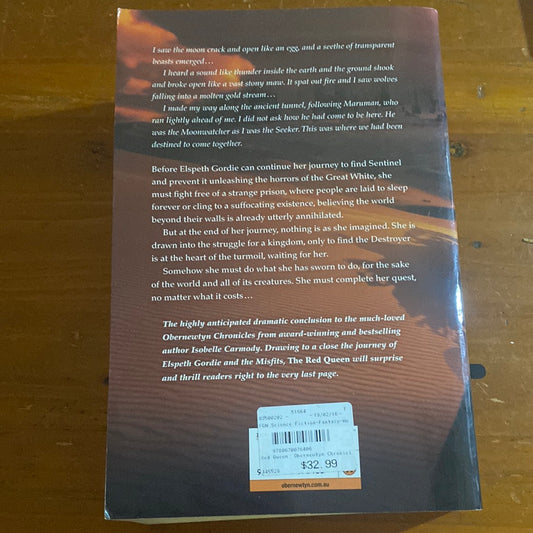 I saw the moon crack and open like an egg, and a seethe of transparent
beasts emerged…
I heard a sound like thunder inside the earth and the ground shook
and broke open like a vast stony maw. It spat out fire and I saw wolves
falling into a molten gold stream…
I made my way along the ancient tunnel, following Maruman, who
ran lightly ahead of me. I did not ask how he had come to be here. He
was the Moonwatcher as I was the Seeker. This was where we had been
destined to come together.
Before Elspeth Gordie can continue her journey to find Sentinel
and prevent it unleashing the horrors of the Great White, she
must fight free of a strange prison, where people are laid to sleep
forever or cling to a suffocating existence, believing the world
beyond their walls is already utterly annihilated.
But at the end of her journey, nothing is as she imagined. She is
drawn into the struggle for a kingdom, only to find the Destroyer
is at the heart of the turmoil, waiting for her.
Somehow she must do what she has sworn to do, for the sake
of the world and all of its creatures. She must complete her quest,
no matter what it costs…
The highly anticipated dramatic conclusion to the much-loved
Obernewtyn Chronicles from award-winning and bestselling
author Isobelle Carmody. Drawing to a close the journey of
Elspeth Gordie and the Misfits, The Red Queen will surprise
and thrill readers right to the very last page.
Science Fiction-Fantasy-Ho
9780670076406
Red Queen: Obernewtyn Chronicl
$32.99
obernewtyn.com.au